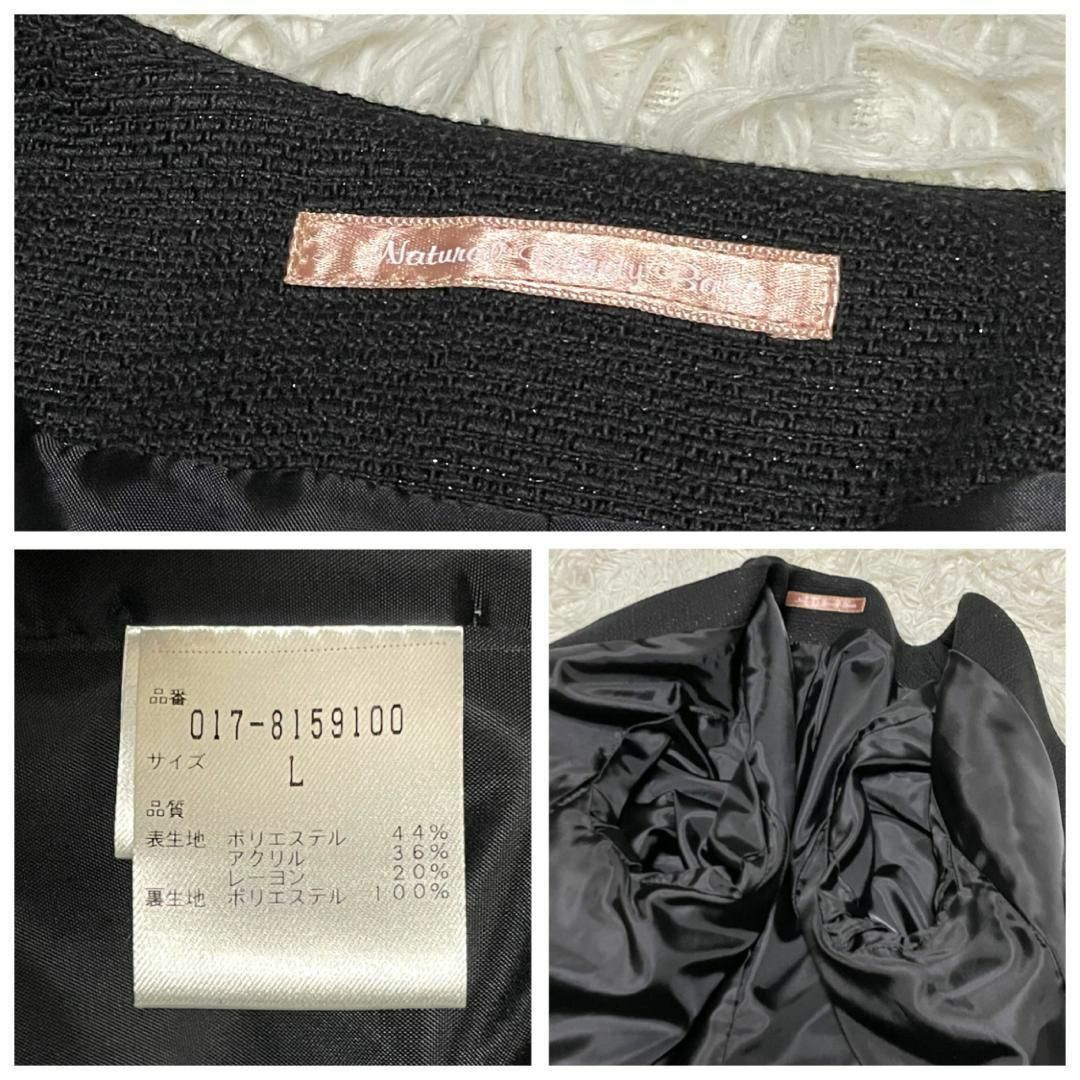 Natural Beauty Basic
品番
017-8159100
サイズ
L
品質
表生地 ポリエステル 44%
アクリル 36%
レーヨン 20%
裏生地 ポリエステル 100%